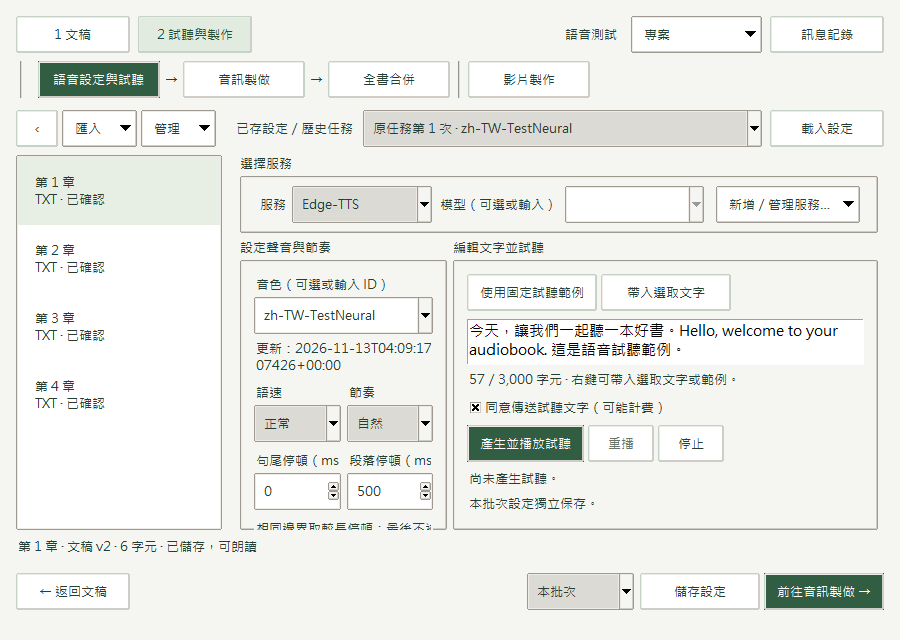 1 文稿
2 試聽與製作
語音測試
專案
訊息記錄
語音設定與試聽
→
音訊製做
→
全書合併
影片製作
‹
匯入
管理
已存設定 / 歷史任務
原任務第 1 次 · zh-TW-TestNeural
載入設定
第 1 章
TXT · 已確認
第 2 章
TXT · 已確認
第 3 章
TXT · 已確認
第 4 章
TXT · 已確認
選擇服務
服務
Edge-TTS
模型（可選或輸入）
新增 / 管理服務...
設定聲音與節奏
音色（可選或輸入 ID）
zh-TW-TestNeural
更新：2026-11-13T04:09:17
07426+00:00
語速
節奏
正常
自然
句尾停頓（ms
段落停頓（ms
0
500
相同邊界取較長停頓；最後不
編輯文字並試聽
使用固定試聽範例
帶入選取文字
今天，讓我們一起聽一本好書。Hello, welcome to your
audiobook. 這是語音試聽範例。
57 / 3,000 字元 · 右鍵可帶入選取文字或範例。
同意傳送試聽文字（可能計費）
產生並播放試聽
重播
停止
尚未產生試聽。
本批次設定獨立保存。
第 1 章 · 文稿 v2 · 6 字元 · 已儲存，可朗讀
← 返回文稿
本批次
儲存設定
前往音訊製做 →